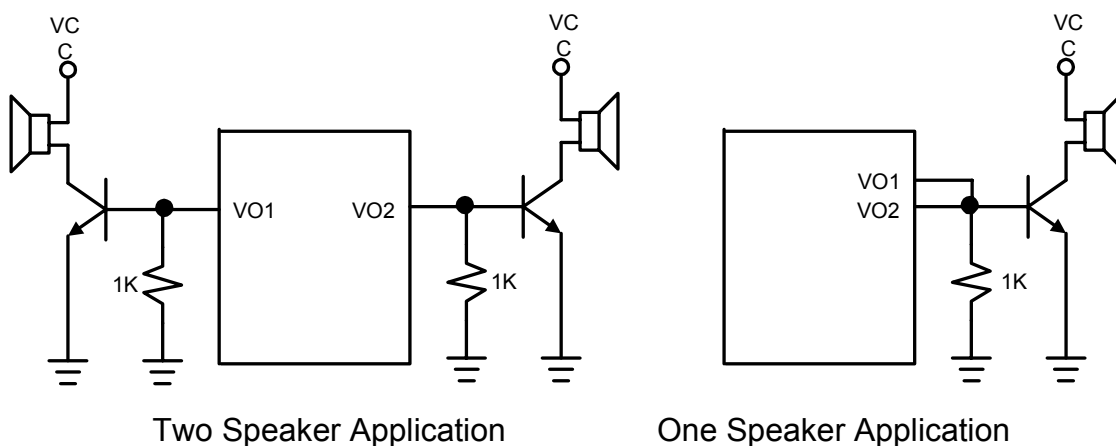 VC
C
VC
C
VC
C
VO1
VO2
1K
1K
VO1
VO2
1K
Two Speaker Application
One Speaker Application